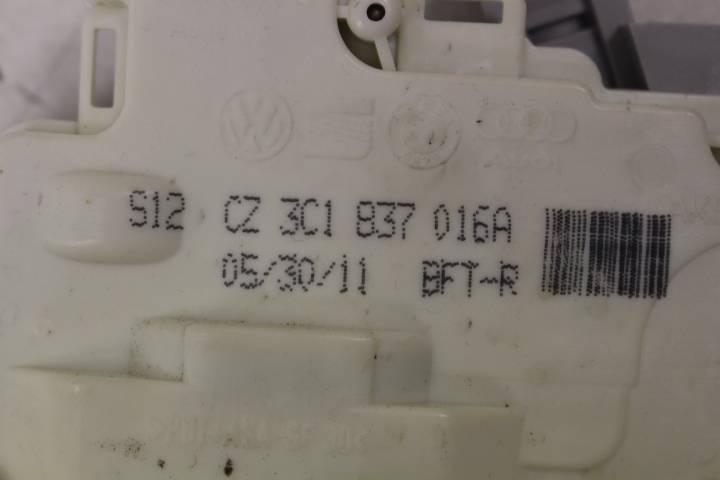 S12 CZ 3C1 837 016A
05/30/11 BFT-R